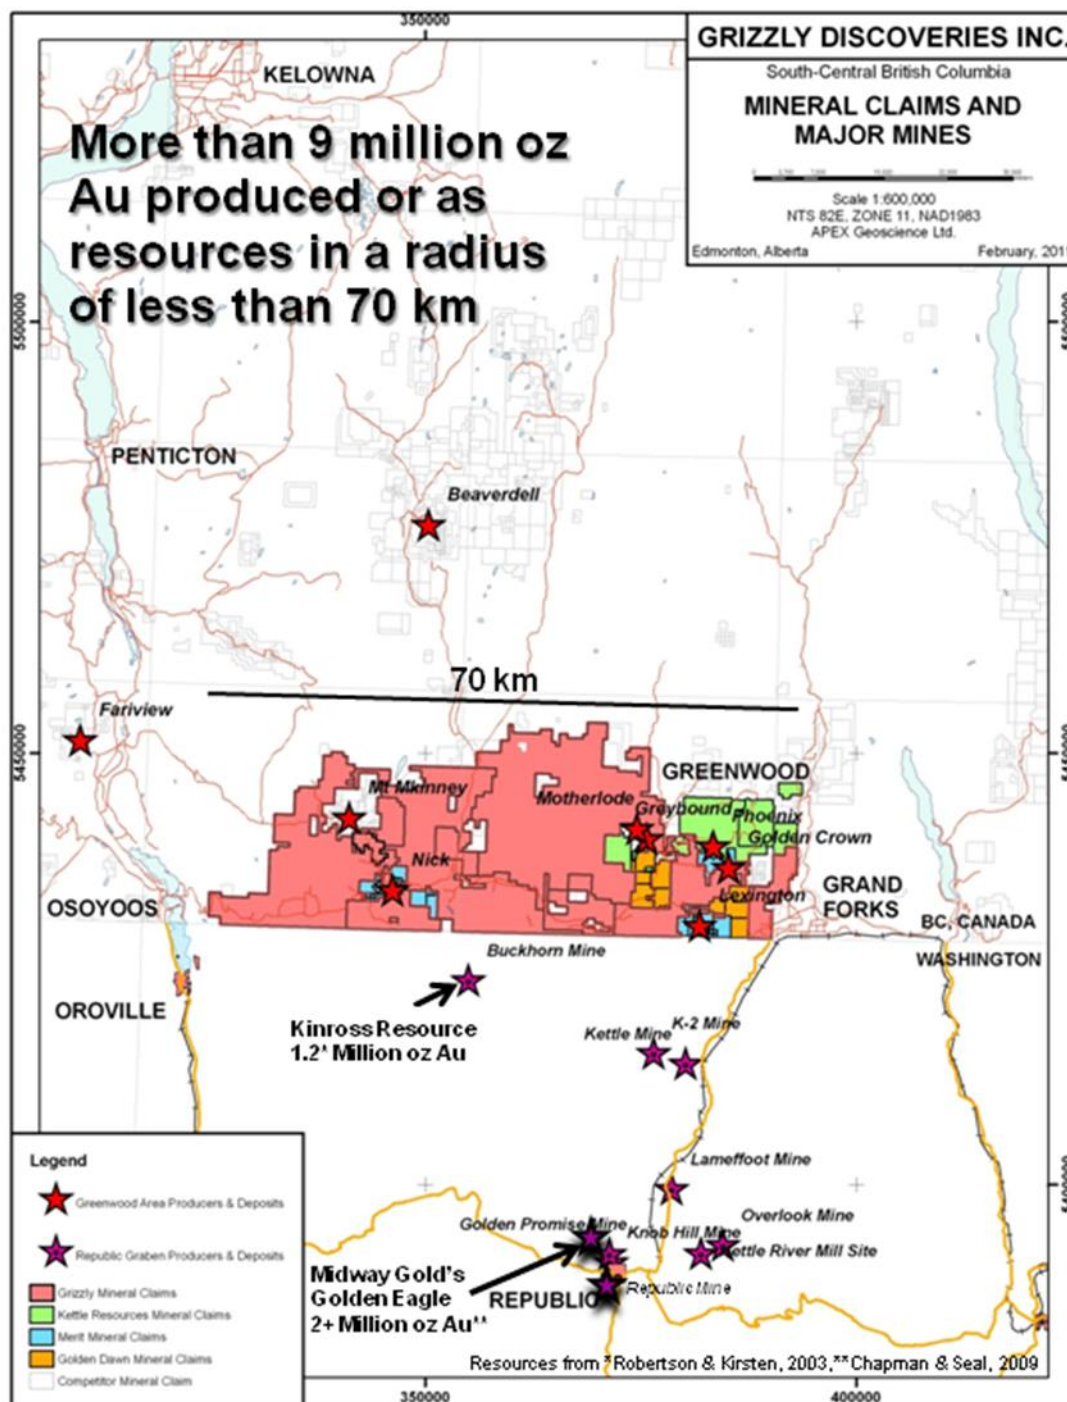 350000
GRIZZLY DISCOVERIES INC.
South-Central British Columbia
MINERAL CLAIMS AND
MAJOR MINES
Scale 1:600,000
NTS 82E, ZONE 11, NAD1983
APEX Geoscience Ltd.
Edmonton, Alberta
February, 2011
KELOWNA
More than 9 million oz
Au produced or as
resources in a radius
of less than 70 km
5500000
PENTICTON
Beaverdell
70 km
Fariview
5450000
GREENWOOD
Mt Mkinney
Motherlode
Greyhound
Phoenix
Golden Crown
Nick
Lexington
OSOYOOS
GRAND
FORKS
BC, CANADA
WASHINGTON
Buckhorn Mine
OROVILLE
Kinross Resource
1.2* Million oz Au
Kettle Mine
K-2 Mine
Lameffoot Mine
Golden Promise Mine
Knob Hill Mine
Overlook Mine
Kettle River Mill Site
Midway Gold's
Golden Eagle
2+ Million oz Au**
REPUBLIC
Republic Mine
Legend
Greenwood Area Producers & Deposits
Republic Graben Producers & Deposits
Grizzly Mineral Claims
Kettle Resources Mineral Claims
Merit Mineral Claims
Golden Dawn Mineral Claims
Competitor Mineral Claim
Resources from *Robertson & Kirsten, 2003,**Chapman & Seal, 2009
350000
400000